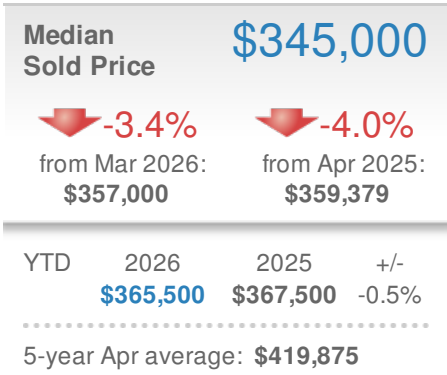 Median
Sold Price
$345,000
-3.4%
from Mar 2026:
$357,000
-4.0%
from Apr 2025:
$359,379
YTD 2026 2025 +/-
$365,500 $367,500 -0.5%
5-year Apr average: $419,875